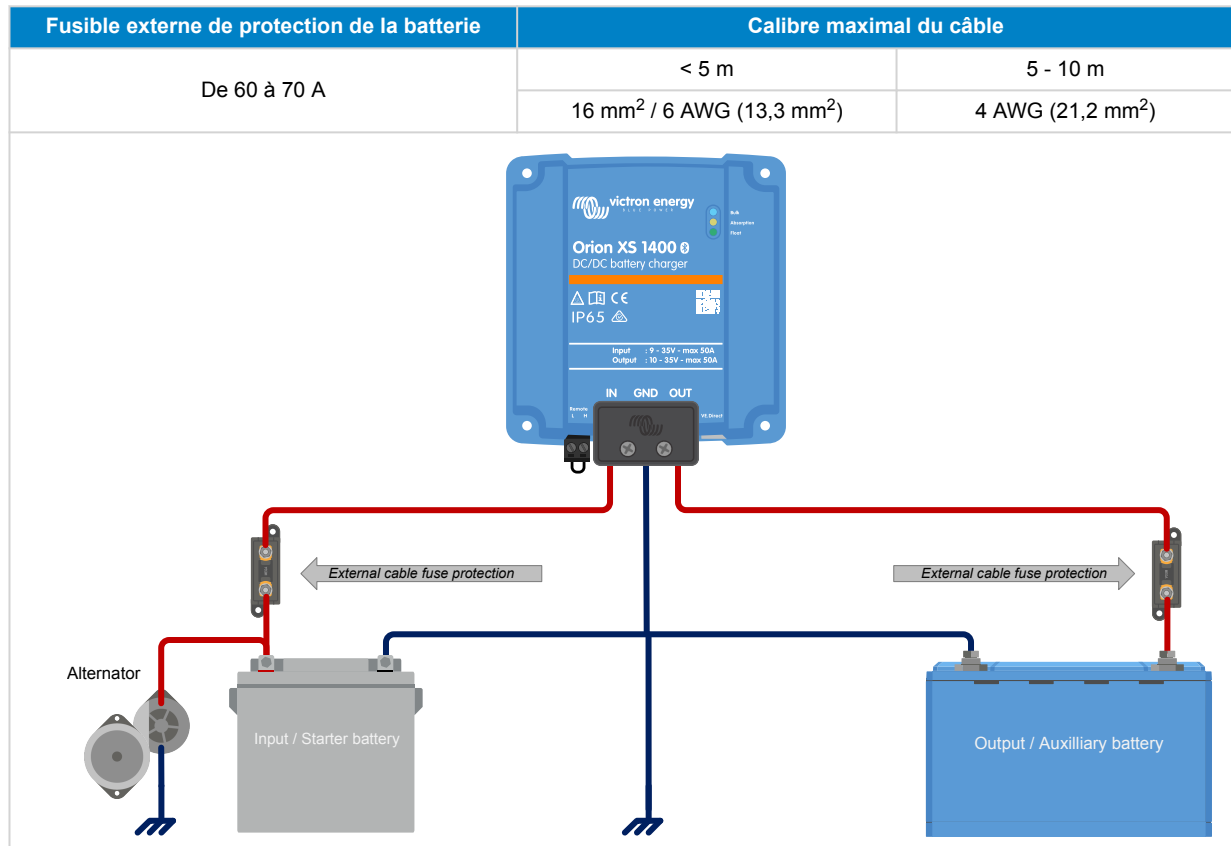 Fusible externe de protection de la batterie
Calibre maximal du câble
De 60 à 70 A
< 5 m
5 - 10 m
16 mm² / 6 AWG (13,3 mm²)
4 AWG (21,2 mm²)
victron energy
BLUE POWER
Bulk
Absorption
Float
Orion XS 1400
DC/DC battery charger
CE
IP65
Input : 9 - 35V - max 50A
Output : 10 - 35V - max 50A
IN GND OUT
Remote
L H
VE.Direct
External cable fuse protection
External cable fuse protection
Alternator
Input / Starter battery
Output / Auxilliary battery